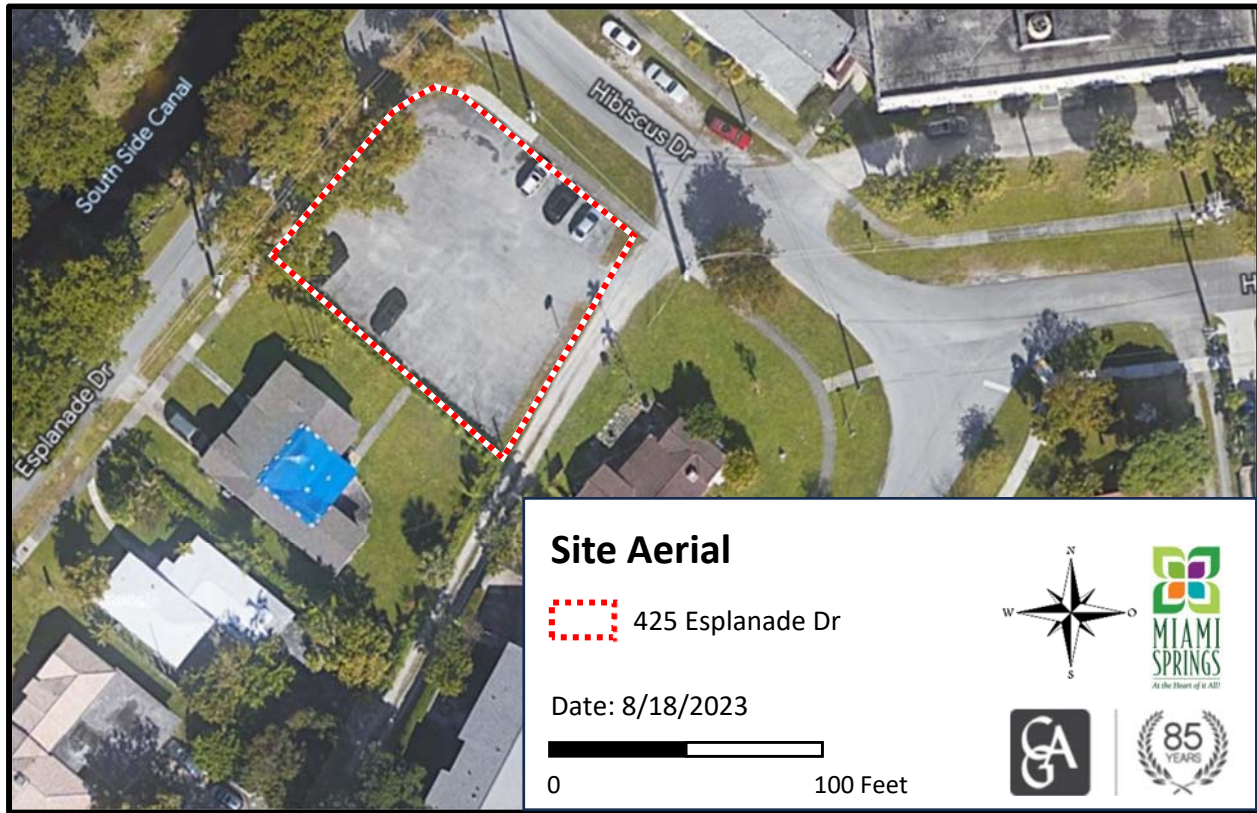 South Side Canal
Hibiscus Dr
H
Esplanade Dr
Site Aerial
425 Esplanade Dr
Date: 8/18/2023
0
100 Feet
N
W
O
S
MIAMI
SPRINGS
At the Heart of it All!
CGA
85
YEARS